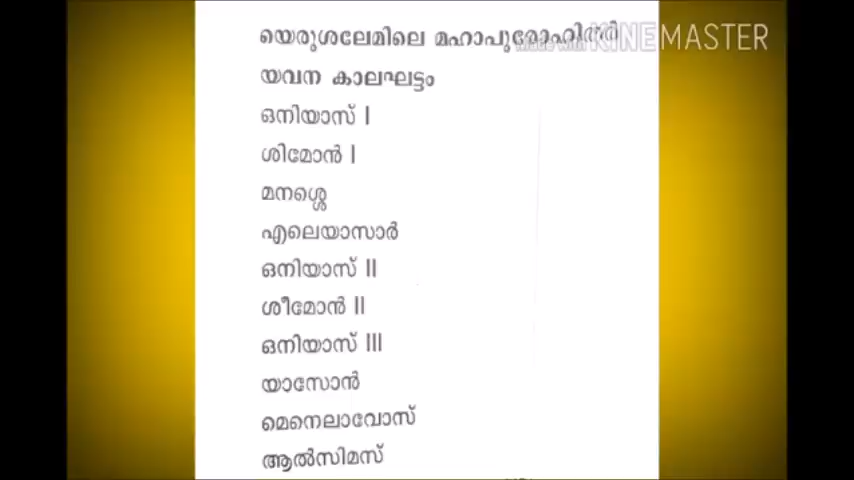 യെരുശലേമിലെ മഹാപുരോഹിതർ
KINEMASTER
യവന കാലഘട്ടം
ഒനിയാസ് I
ശിമോൻ I
മനശ്ശെ
എലെയാസാർ
ഒനിയാസ് II
ശീമോൻ II
ഒനിയാസ് III
യാസോൻ
മെനെലാവോസ്
ആൽസിമസ്